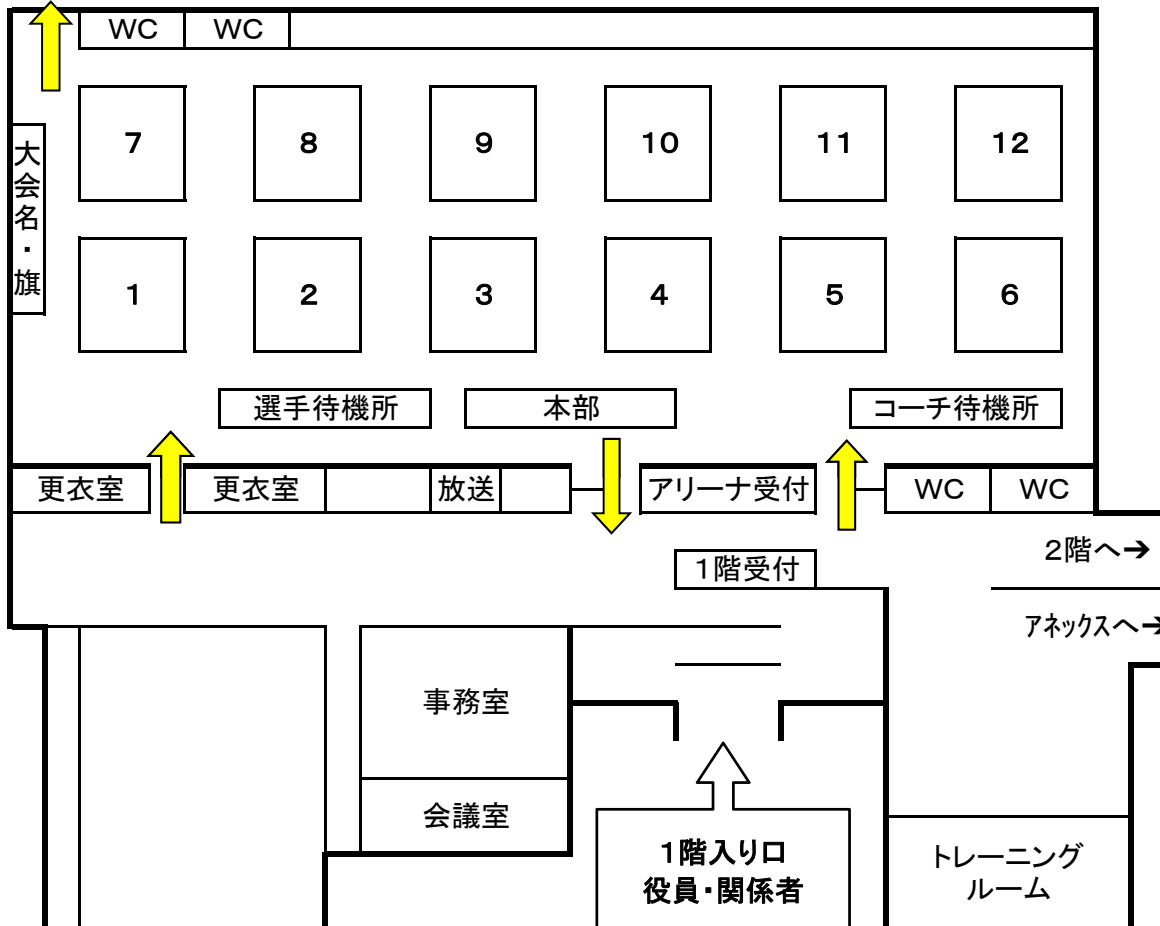 WC
WC
7
8
9
10
11
12
大会名・旗
1
2
3
4
5
6
選手待機所
本部
コーチ待機所
更衣室
更衣室
放送
アリーナ受付
WC
WC
1階受付
2階へ→
アネックスへ→
事務室
会議室
1階入り口
役員・関係者
トレーニング
ルーム